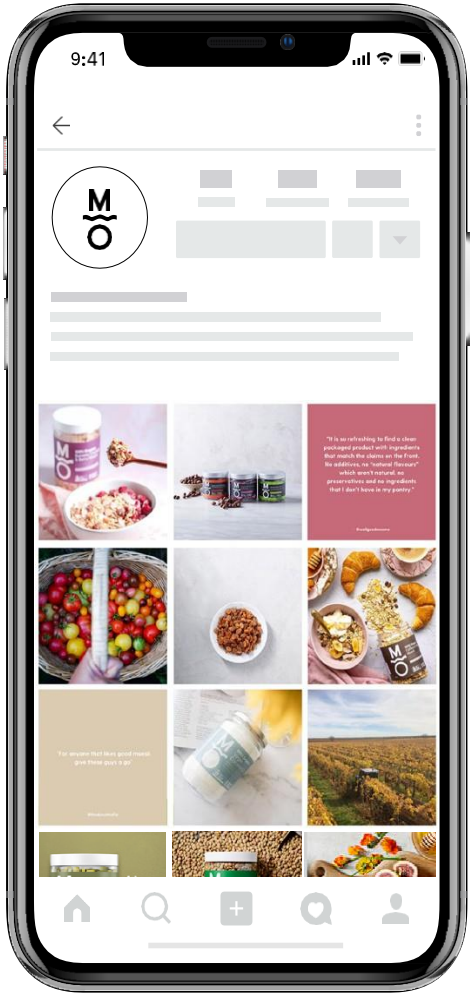 9:41
M
O
M
O
"It is so refreshing to find a clean
packaged product with ingredients
that match the claims on the front.
No additives, no "natural flavours"
which aren't natural, no
preservatives and no ingredients
that I don't have in my pantry."
M
O
"For anyone that likes good muesli
give these guys a go"
M
O